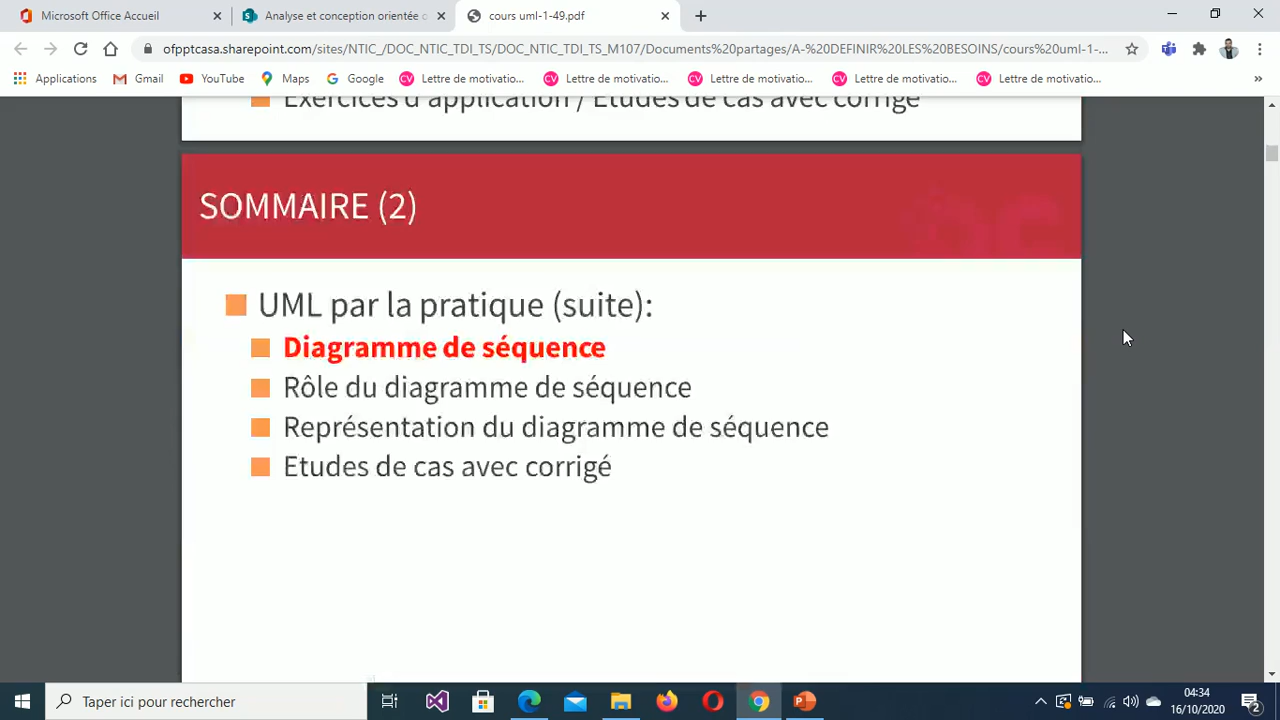 Microsoft Office Accueil
Analyse et conception orientée o
cours uml-1-49.pdf
ofpptcasa.sharepoint.com/sites/NTIC_/DOC_NTIC_TDI_TS/DOC_NTIC_TDI_TS_M107/Documents%20partages/A-%20DEFINIR%20LES%20BESOINS/cours%20uml-1-...
Applications
Gmail
YouTube
Maps
Google
Lettre de motivatio...
Lettre de motivatio...
Lettre de motivatio...
Lettre de motivatio...
Lettre de motivatio...
Exercices d'application / Etudes de cas avec corrigé
SOMMAIRE (2)
UML par la pratique (suite):
Diagramme de séquence
Rôle du diagramme de séquence
Représentation du diagramme de séquence
Etudes de cas avec corrigé
Taper ici pour rechercher
04:34
16/10/2020
2